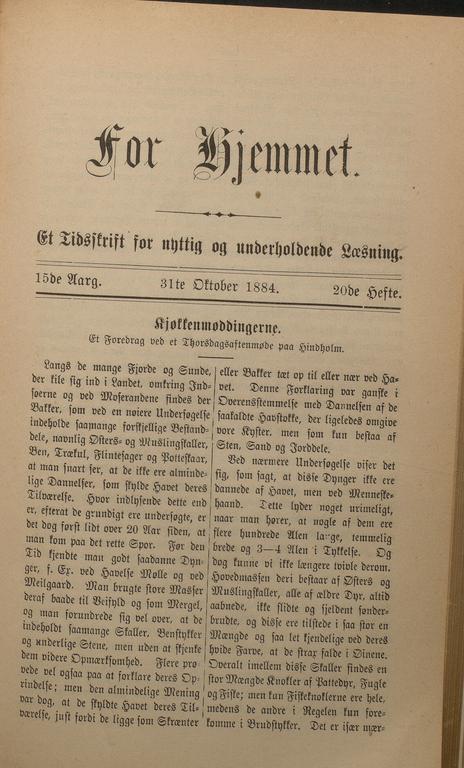 For Hjemmet.
Et Tidsskrift for nyttig og underholdende Læsning.
15de Aarg.
31te Oktober 1884.
20de Hefte.
Kjøkkenmøddingerne.
Et Foredrag ved et Thorsdagsaftenmøde paa Hindholm.
Langs de mange Fjorde og Sunde,
der kile sig ind i Landet, omkring Ind-
søerne og ved Moserandene findes der
Bakker, som ved en nøiere Undersøgelse
indeholde saamange forskjellige Bestand-
dele, navnlig Østers- og Muslingskaller,
Ben, Trækul, Flintesager og Potteskaar,
at man snart ser, at de ikke ere alminde-
lige Dannelser, som skylde Havet deres
Tilværelse. Hvor indlysende dette end
er, efterat de grundigt ere undersøgte, er
det dog først lidt over 20 Aar siden, at
man kom paa det rette Spor. Før den
Tid kjendte man godt saadanne Dyn-
ger, f. Ex. ved Havelse Mølle og ved
Meilgaard. Man brugte store Masser
deraf baade til Veifyld og som Mergel,
og man forundrede sig vel over, at de
indeholdt saamange Skaller, Benstykker
og underlige Stene, men uden at skjenke
dem videre Opmærksomhed. Flere prø-
vede vel ogsaa paa at forklare deres Op-
rindelse; men den almindelige Mening
var dog, at de skyldte Havet deres Til-
værelse, just fordi de ligge som Skrænter
eller Bakker tæt op til eller nær ved Ha-
vet. Denne Forklaring var ganske i
Overensstemmelse med Dannelsen af de
saakaldte Havstokke, der ligeledes omgive
vore Kyster, men som kun bestaa af
Sten, Sand og Jorddele.
Ved nærmere Undersøgelse viser det
sig, som sagt, at disse Dynger ikke ere
dannede af Havet, men ved Menneske-
haand. Dette lyder noget urimeligt,
naar man hører, at nogle af dem ere
flere hundrede Alen lange, temmelig
brede og 3—4 Alen i Tykkelse. Og
dog kunne vi ikke længere tvivle derom.
Hovedmassen deri bestaar af Østers og
Muslingskaller, alle af ældre Dyr, altid
aabnede, ikke slidte og sjeldent sønder-
brudte, og disse ere tilstede i saa stor en
Mængde og saa let kjendelige ved deres
hvide Farve, at de strax falde i Øinene.
Overalt imellem disse Skaller findes en
stor Mængde Knokler af Pattedyr, Fugle
og Fiske; men kun Fiskeknoklerne ere hele,
medens de andre i Regelen kun fore-
komme i Brudstykker. Det er især mær-